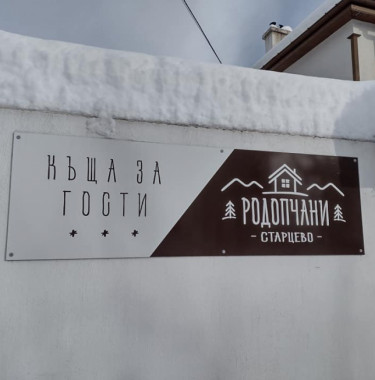 КЪЩА ЗА
ГОСТИ
РОДОПЧАНИ
- СТАРЦЕВО -